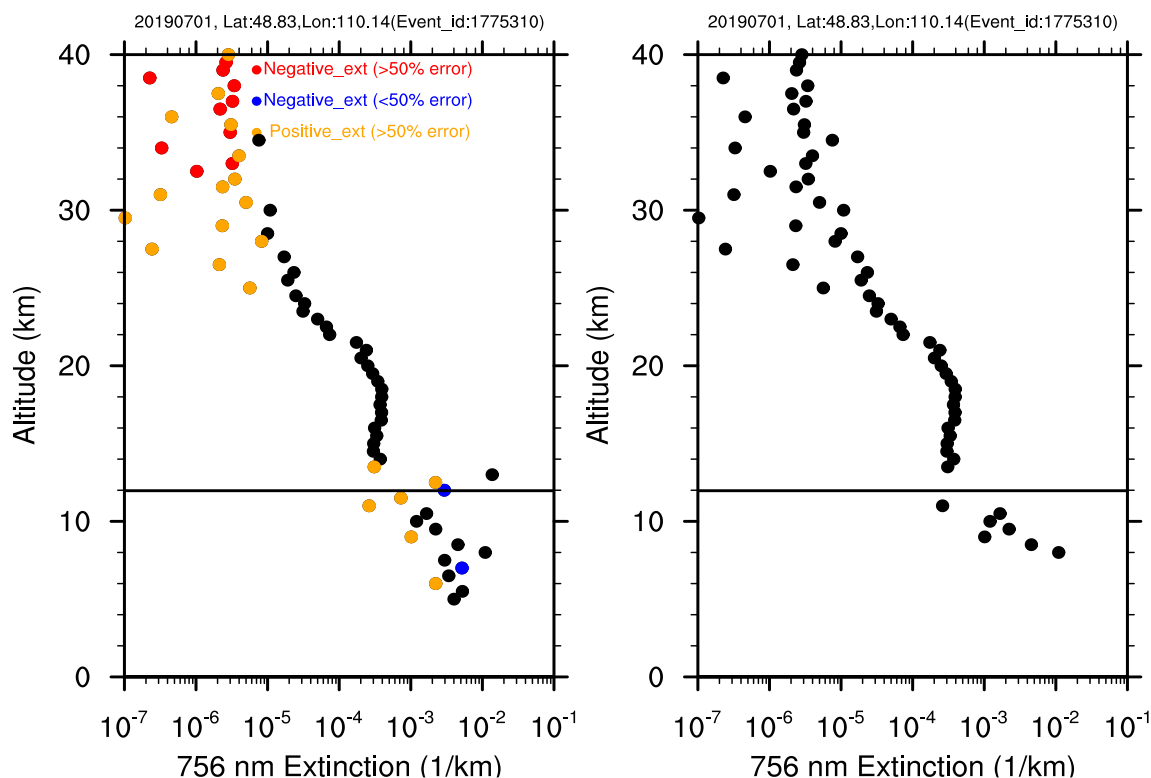 20190701, Lat:48.83,Lon:110.14(Event_id:1775310)
40
30
20
10
0
Altitude (km)
Negative_ext (>50% error)
Negative_ext (<50% error)
Positive_ext (>50% error)
10^-7 10^-6 10^-5 10^-4 10^-3 10^-2 10^-1
756 nm Extinction (1/km)
20190701, Lat:48.83,Lon:110.14(Event_id:1775310)
40
30
20
10
0
Altitude (km)
10^-7 10^-6 10^-5 10^-4 10^-3 10^-2 10^-1
756 nm Extinction (1/km)